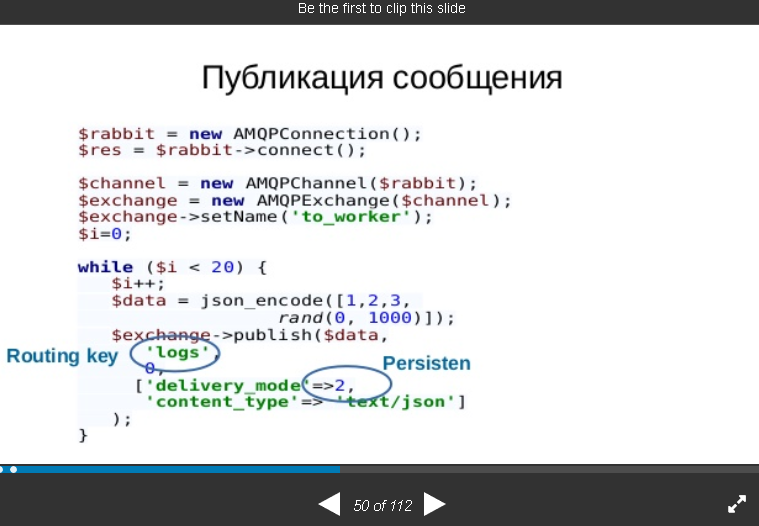 Be the first to clip this slide
Публикация сообщения
$rabbit = new AMQPConnection();
$res = $rabbit->connect();
$channel = new AMQPChannel($rabbit);
$exchange = new AMQPExchange($channel);
$exchange->setName('to_worker');
$i=0;
while ($i < 20) {
$i++;
$data = json_encode([1,2,3,
rand(0, 1000)]);
$exchange->publish($data,
Routing key 'logs',
Persisten
0,
['delivery_mode'=>2,
'content_type'=> 'text/json']
);
}
50 of 112